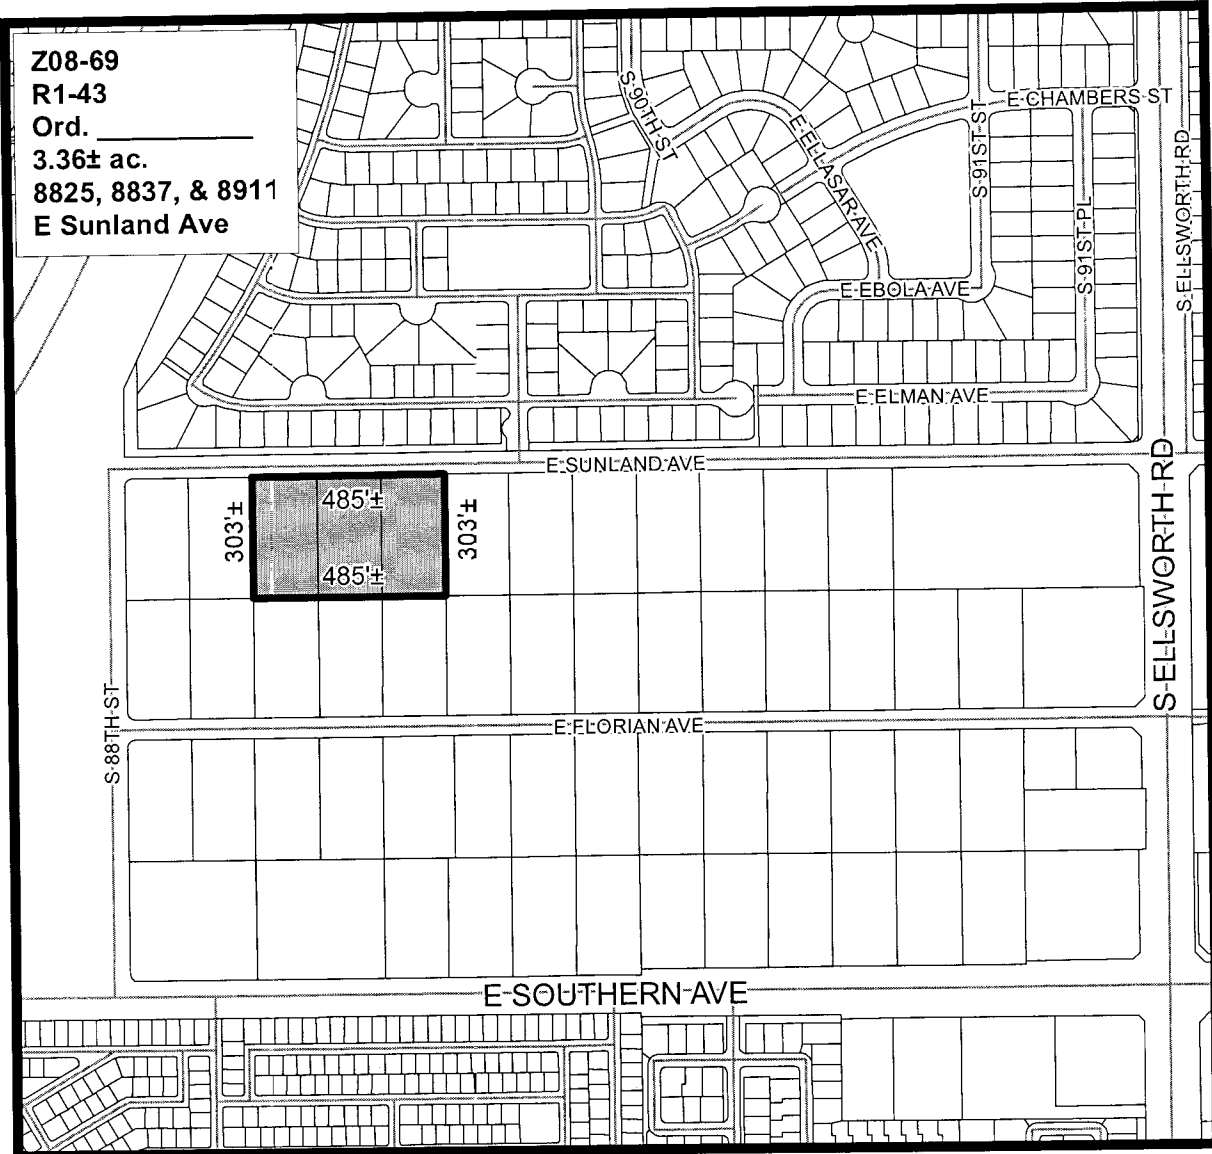 Z08-69
R1-43
Ord. ___________
3.36± ac.
8825, 8837, & 8911
E Sunland Ave
S 90TH ST
E CHAMBERS ST
E ELLASAR AVE
S 91ST ST
S ELLSWORTH RD
S 91ST PL
E EBOLA AVE
E ELMAN AVE
E SUNLAND AVE
485'±
303'±
303'±
485'±
S ELLSWORTH RD
S 88TH ST
E FLORIAN AVE
E SOUTHERN AVE